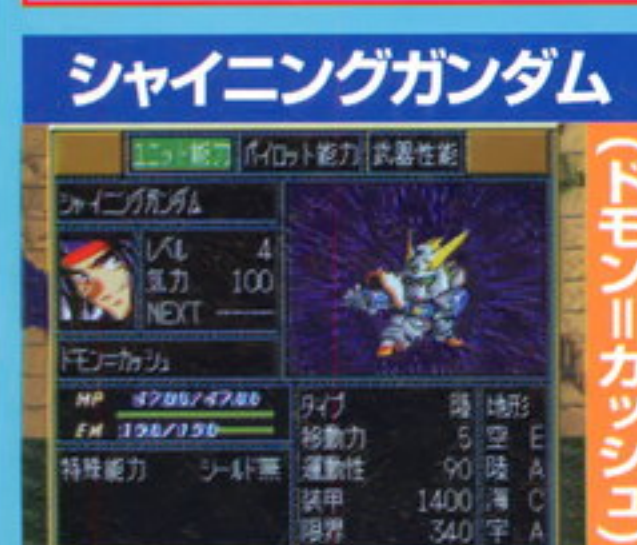 シャイニングガンダム
(ドモン=カッシュ)
ユニット能力 パイロット能力 武器性能
シャイニングガンダム
レベル 4
気力 100
NEXT -----
ドモン=カッシュ
HP 4700/4700
EN 150/150
特殊能力 シールド無
タイプ 陸
移動力 5
運動性 90
装甲 1400
限界 340
地形
空 E
陸 A
海 C
宇 A